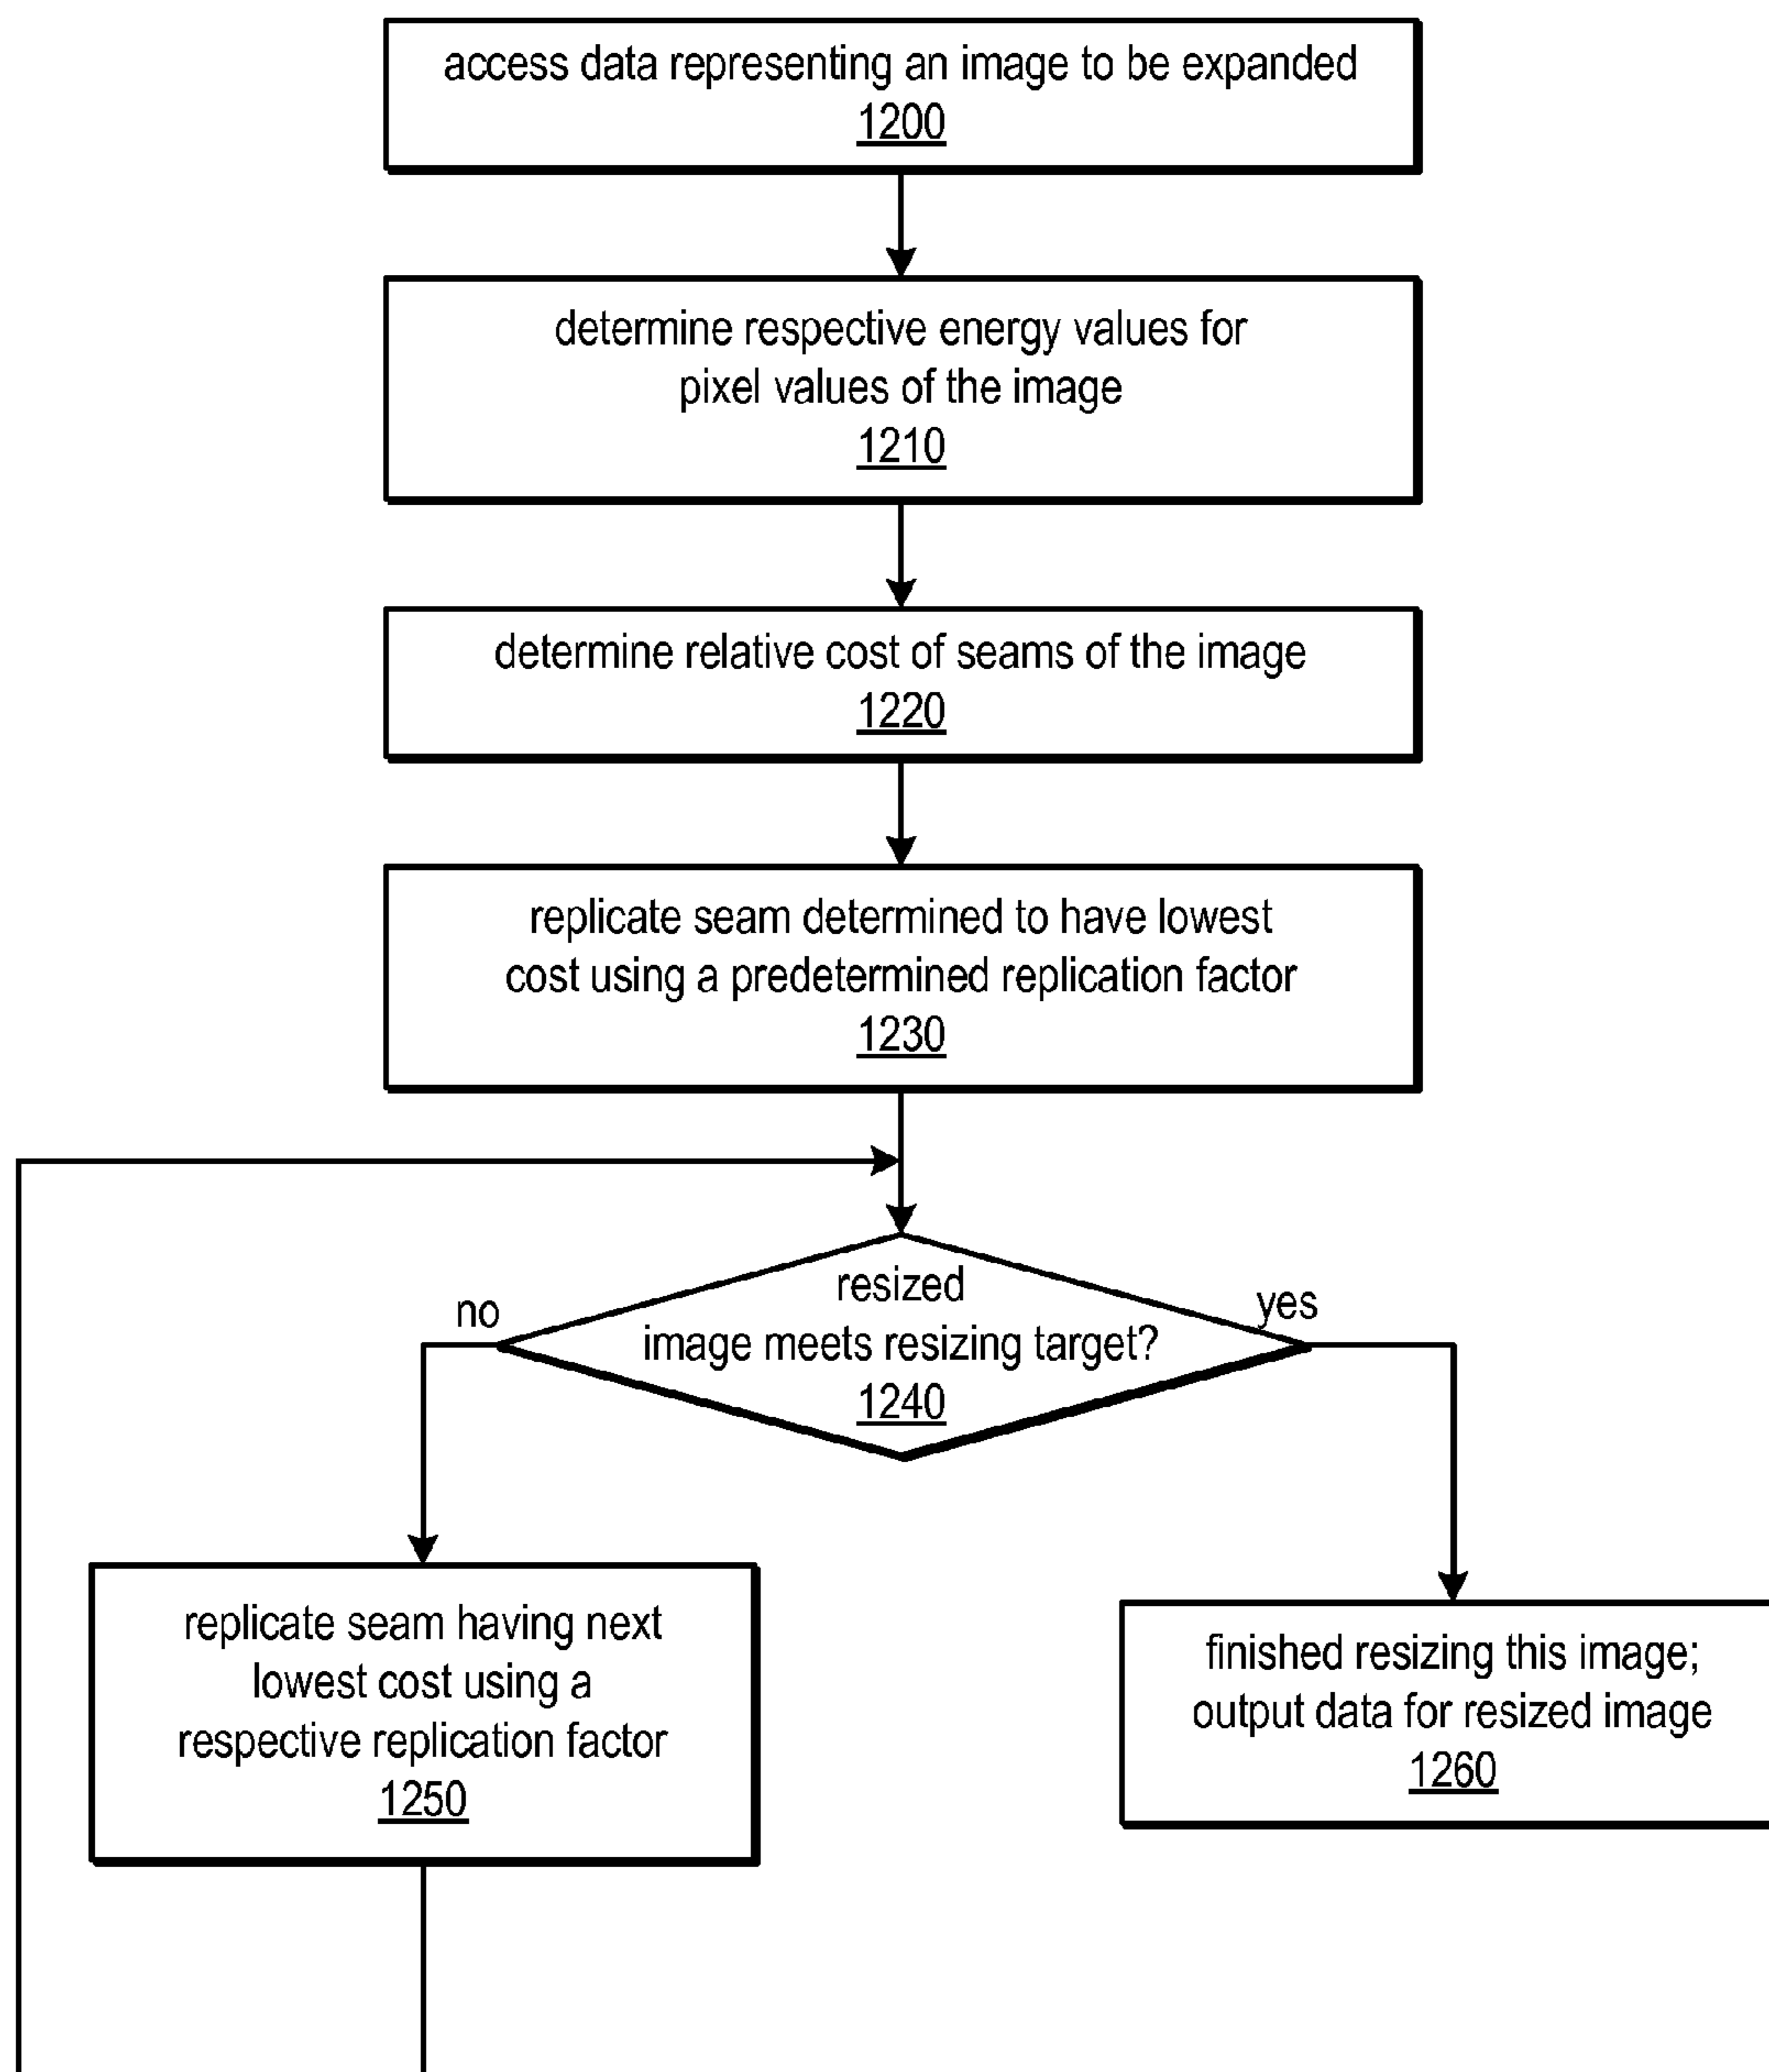 access data representing an image to be expanded
1200
determine respective energy values for
pixel values of the image
1210
determine relative cost of seams of the image
1220
replicate seam determined to have lowest
cost using a predetermined replication factor
1230
resized
image meets resizing target?
1240
no
yes
replicate seam having next
lowest cost using a
respective replication factor
1250
finished resizing this image;
output data for resized image
1260